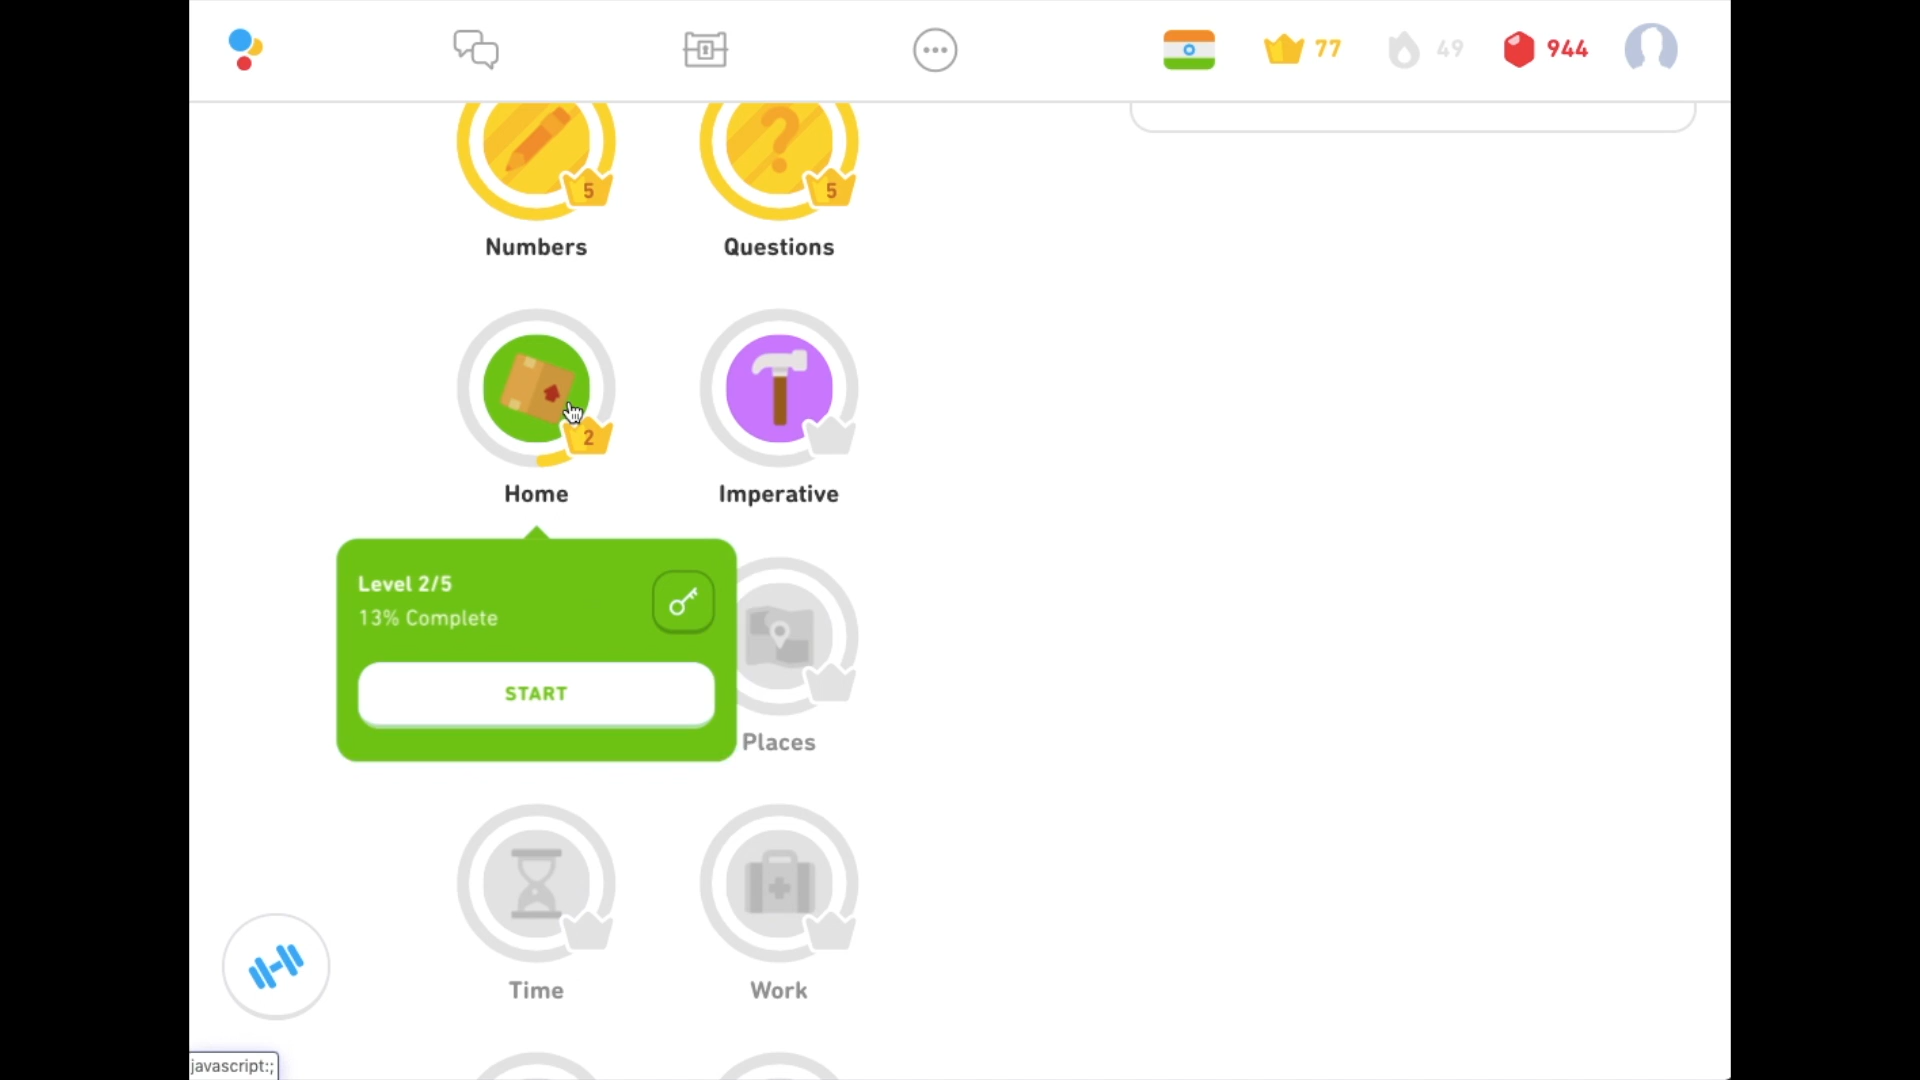 77
49
944
5
5
Numbers
Questions
2
Home
Imperative
Level 2/5
13% Complete
START
Places
Time
Work
javascript:;